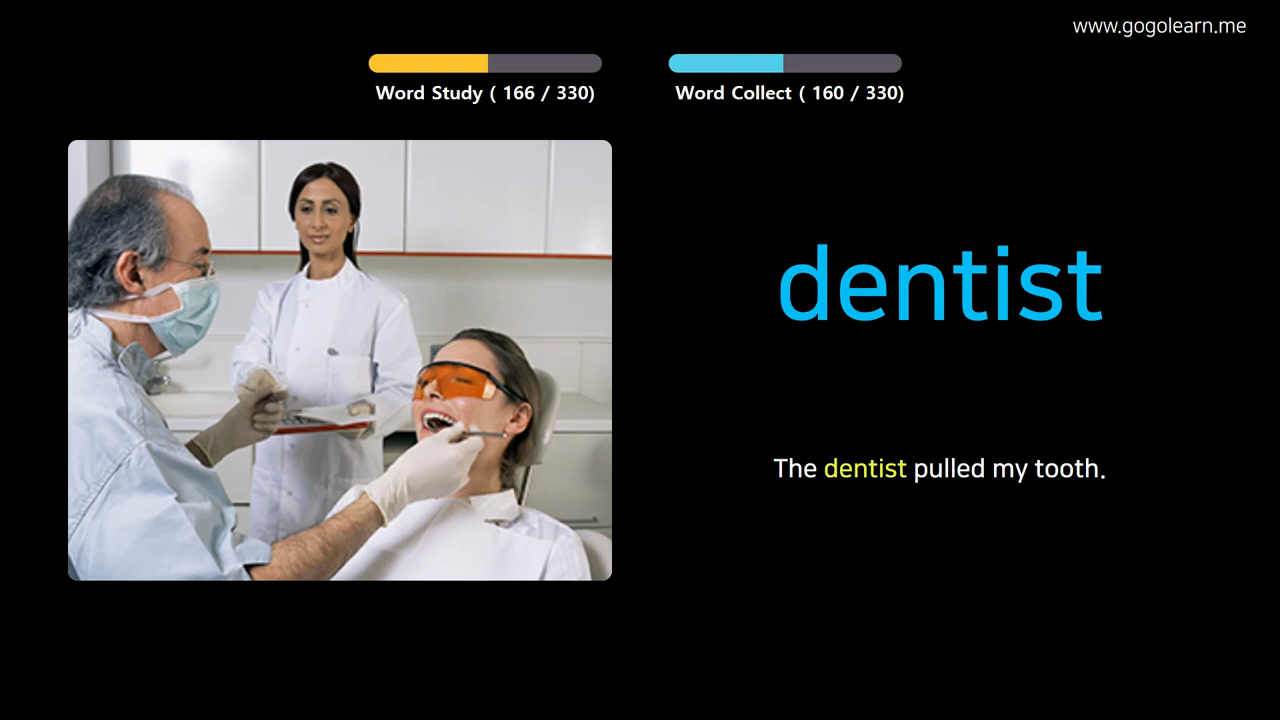 www.gogolearn.me
Word Study ( 166 / 330)
Word Collect ( 160 / 330)
dentist
The dentist pulled my tooth.